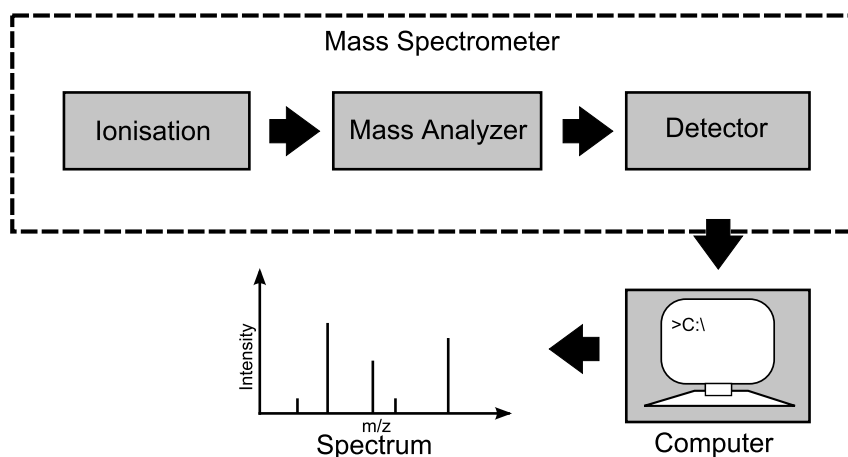 Mass Spectrometer
Ionisation
Mass Analyzer
Detector
>C:\
Intensity
m/z
Spectrum
Computer